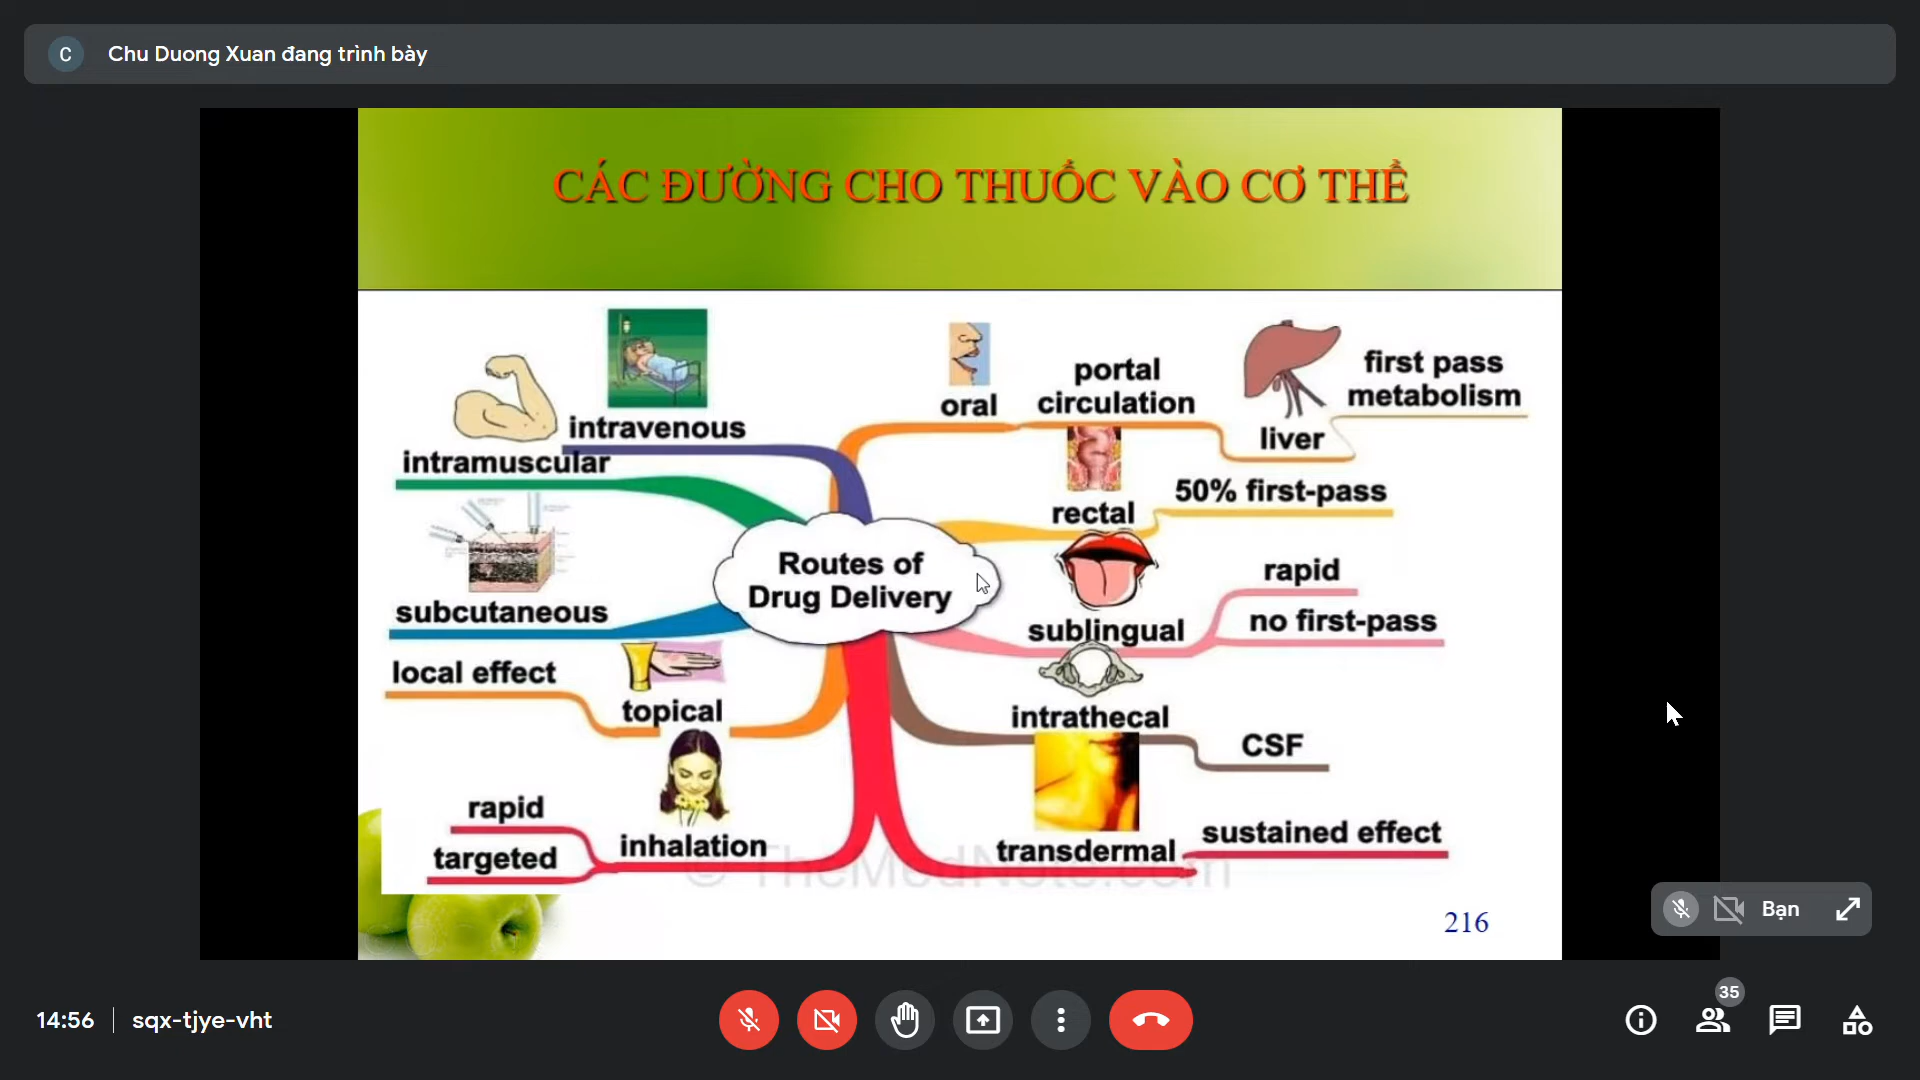 C
Chu Duong Xuan đang trình bày
CÁC ĐƯỜNG CHO THUỐC VÀO CƠ THỂ
intravenous
intramuscular
subcutaneous
local effect
topical
rapid
targeted
inhalation
Routes of
Drug Delivery
oral
portal
circulation
liver
first pass
metabolism
rectal
50% first-pass
sublingual
rapid
no first-pass
intrathecal
CSF
transdermal
sustained effect
© TheMedNote.com
216
Bạn
14:56
sqx-tjye-vht
35